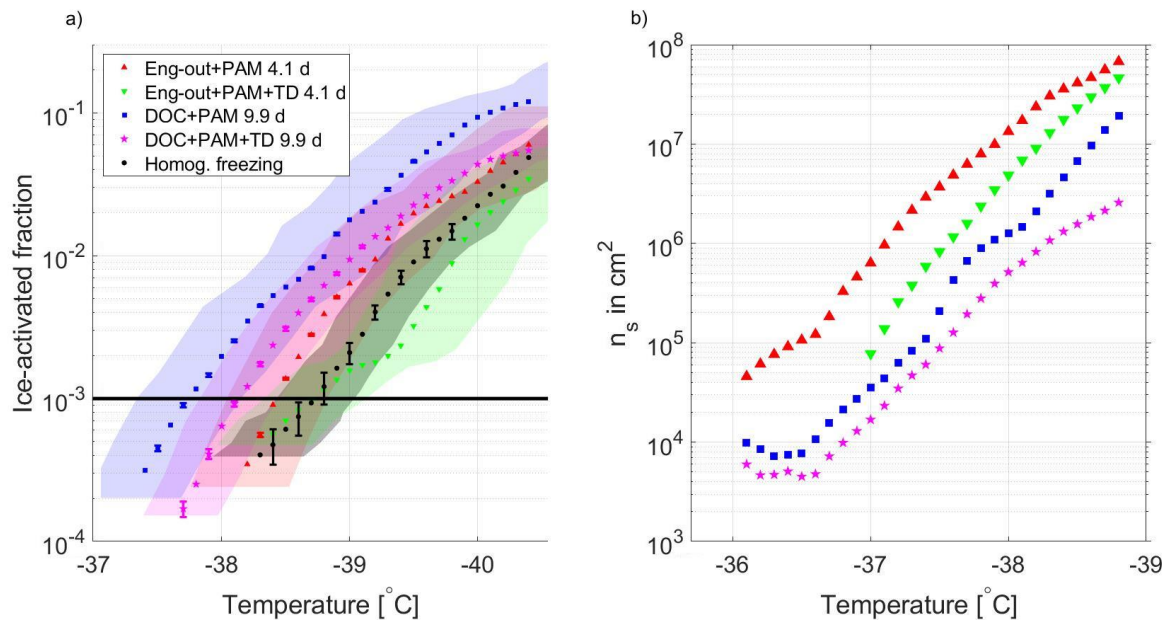 a)
Eng-out+PAM 4.1 d
Eng-out+PAM+TD 4.1 d
DOC+PAM 9.9 d
DOC+PAM+TD 9.9 d
Homog. freezing
Ice-activated fraction
10^-1
10^-2
10^-3
10^-4
-37
-38
-39
-40
Temperature [°C]
b)
n_s in cm^2
10^8
10^7
10^6
10^5
10^4
10^3
-36
-37
-38
-39
Temperature [°C]